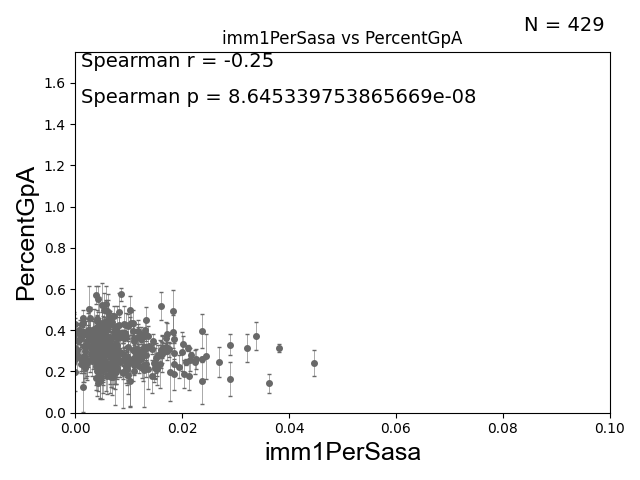 N = 429
imm1PerSasa vs PercentGpA
Spearman r = -0.25
Spearman p = 8.645339753865669e-08
PercentGpA
1.6
1.4
1.2
1.0
0.8
0.6
0.4
0.2
0.0
0.00 0.02 0.04 0.06 0.08 0.10
imm1PerSasa